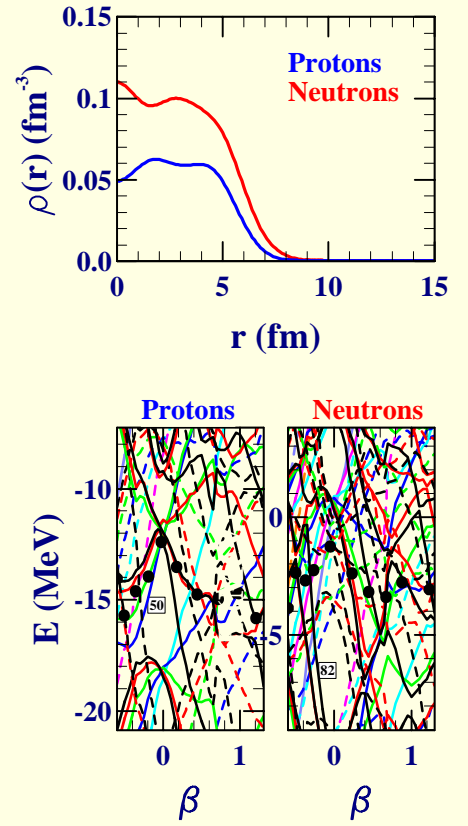 0.15
0.1
0.05
0.0
ρ(r) (fm⁻³)
Protons
Neutrons
0 5 10 15
r (fm)
Protons Neutrons
-10
-15
-20
E (MeV)
50
0
-5
82
0 1 0 1
β β